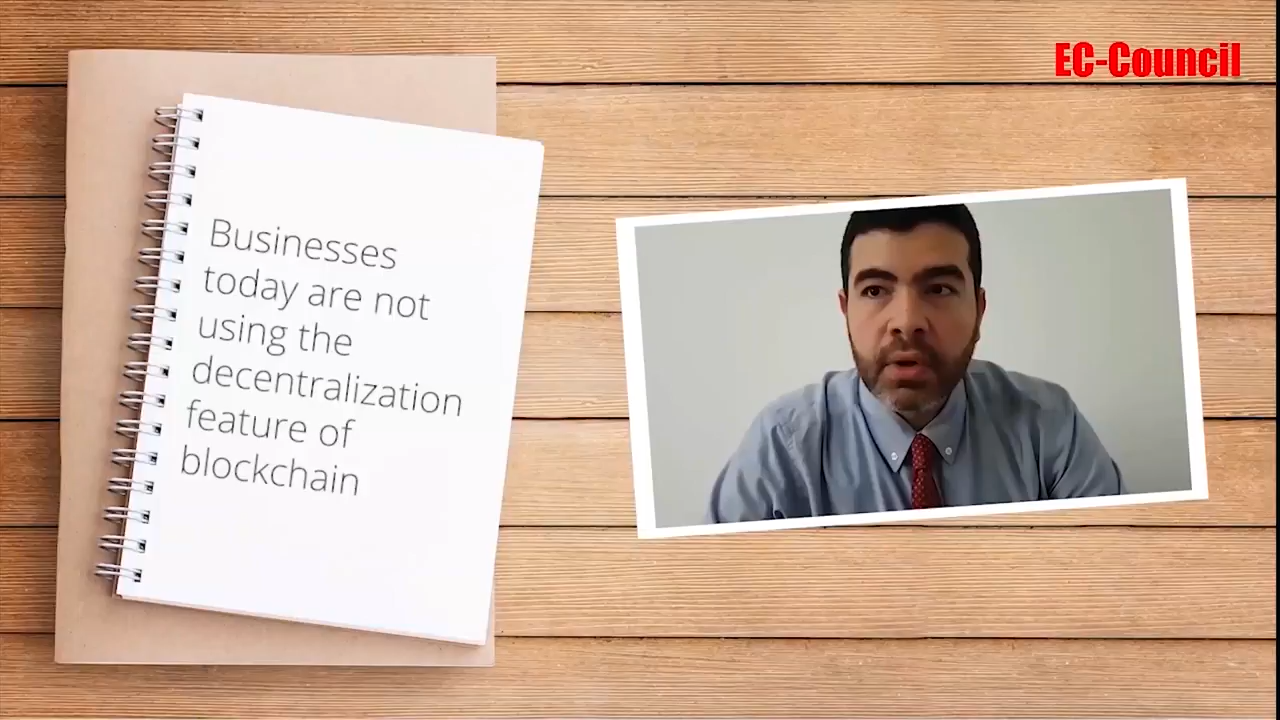 EC-Council
Businesses
today are not
using the
decentralization
feature of
blockchain